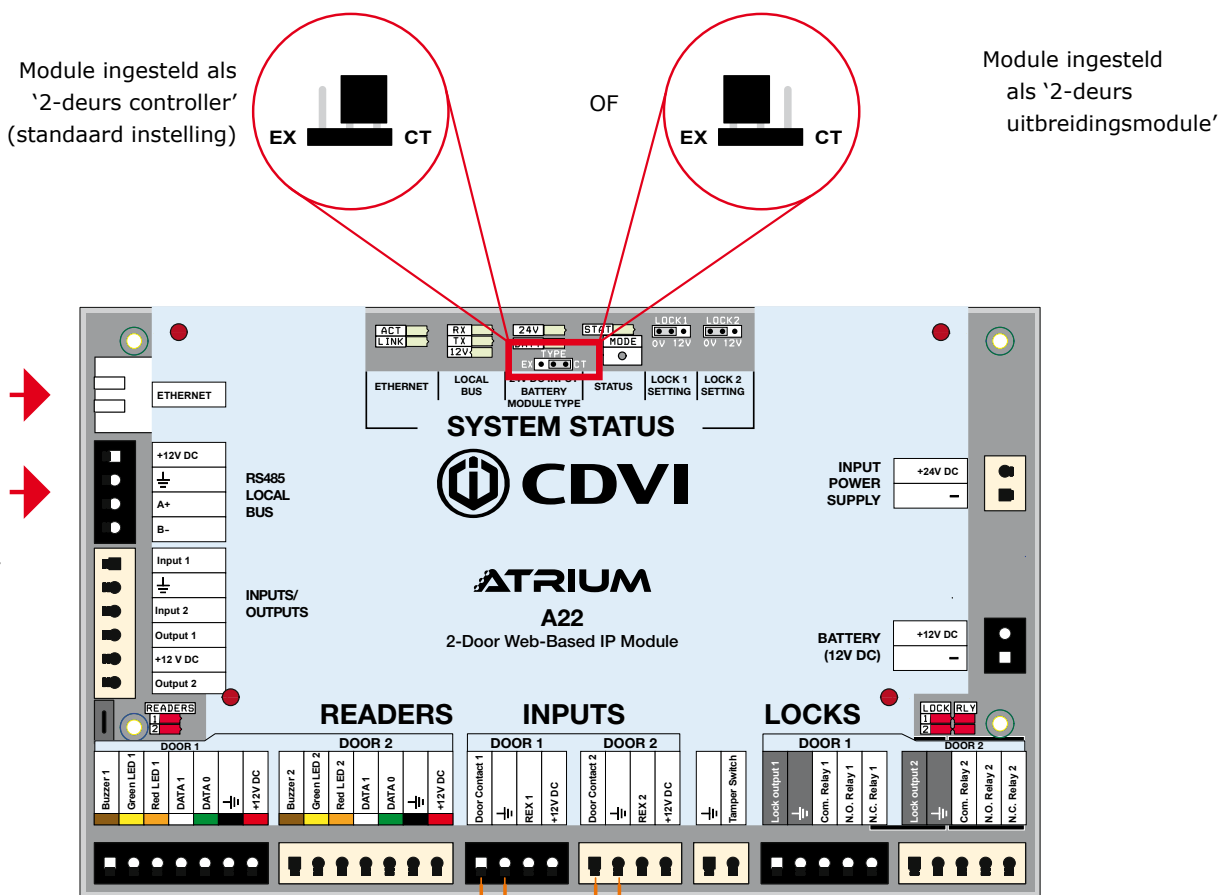 Module ingesteld als
‘2-deurs controller’
(standaard instelling)
EX CT
OF
EX CT
Module ingesteld
als ‘2-deurs
uitbreidingsmodule’
ACT
LINK
RX
TX
12V
24V
TYPE
EX CT
STAT
MODE
LOCK1
0V 12V
LOCK2
0V 12V
ETHERNET
LOCAL
BUS
BATTERY
MODULE TYPE
STATUS
LOCK 1
SETTING
LOCK 2
SETTING
SYSTEM STATUS
CDVI
ATRIUM
A22
2-Door Web-Based IP Module
ETHERNET
+12V DC
A+
B-
RS485
LOCAL
BUS
Input 1
Input 2
Output 1
+12 V DC
Output 2
INPUTS/
OUTPUTS
INPUT
POWER
SUPPLY
+24V DC
–
BATTERY
(12V DC)
+12V DC
–
READERS
1
2
LOCK RLY
1
2
READERS
DOOR 1
Buzzer 1
Green LED 1
Red LED 1
DATA 1
DATA 0
+12V DC
DOOR 2
Buzzer 2
Green LED 2
Red LED 2
DATA 1
DATA 0
+12V DC
INPUTS
DOOR 1
Door Contact 1
REX 1
+12V DC
DOOR 2
Door Contact 2
REX 2
+12V DC
Tamper Switch
LOCKS
DOOR 1
Lock output 1
Com. Relay 1
N.O. Relay 1
N.C. Relay 1
DOOR 2
Lock output 2
Com. Relay 2
N.O. Relay 2
N.C. Relay 2